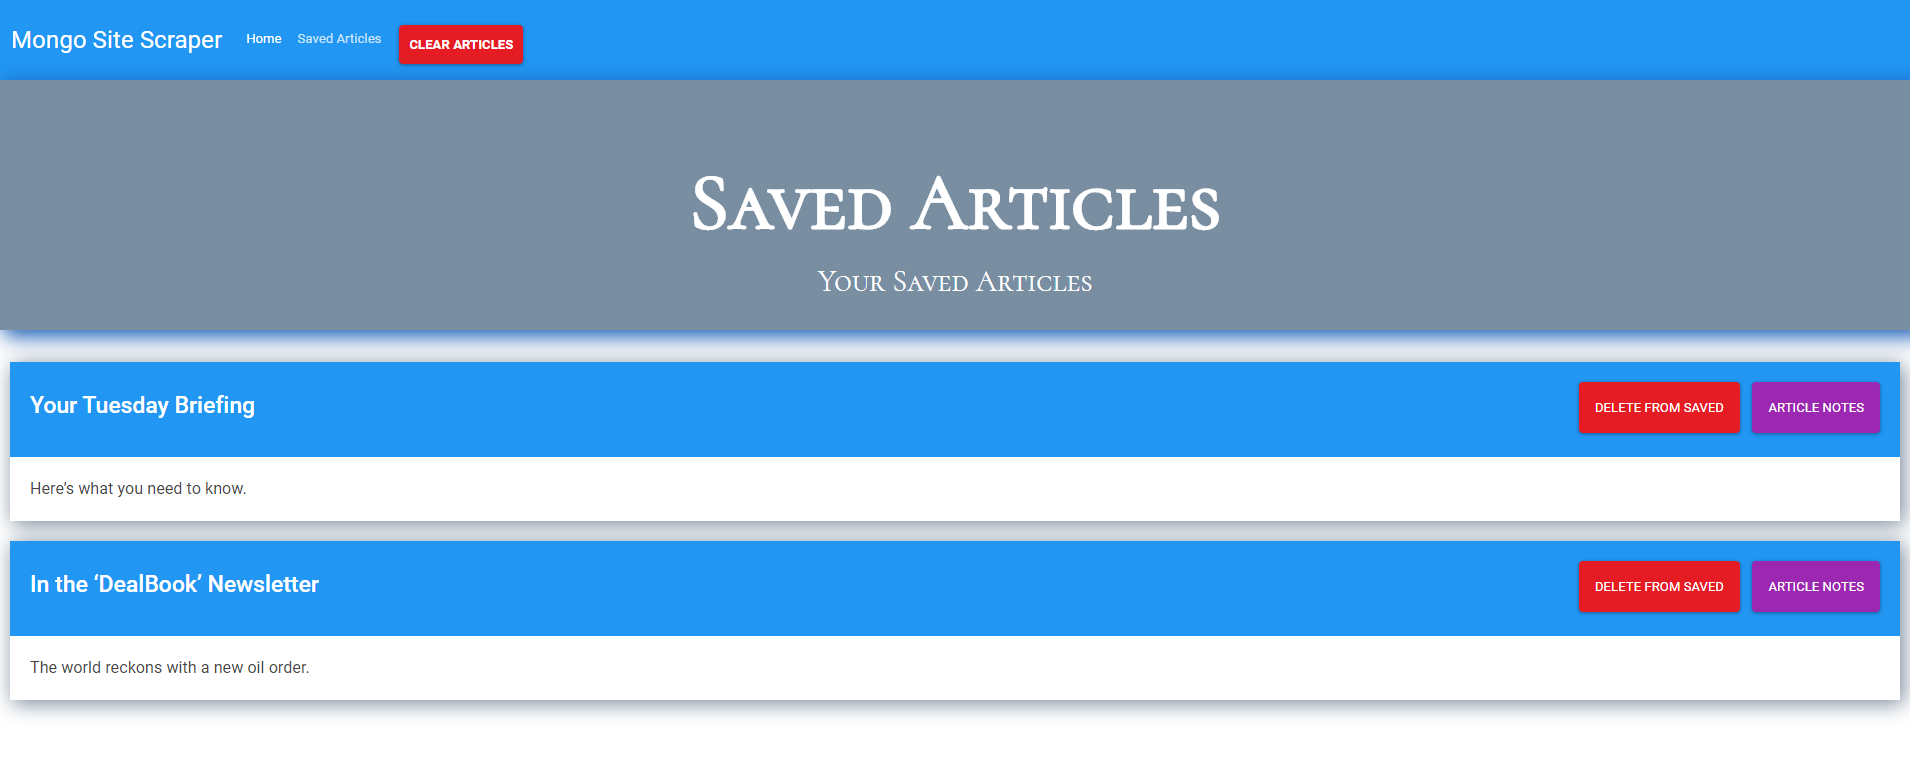 Mongo Site Scraper Home Saved Articles CLEAR ARTICLES
Saved Articles
Your Saved Articles
Your Tuesday Briefing DELETE FROM SAVED ARTICLE NOTES
Here’s what you need to know.
In the ‘DealBook’ Newsletter DELETE FROM SAVED ARTICLE NOTES
The world reckons with a new oil order.